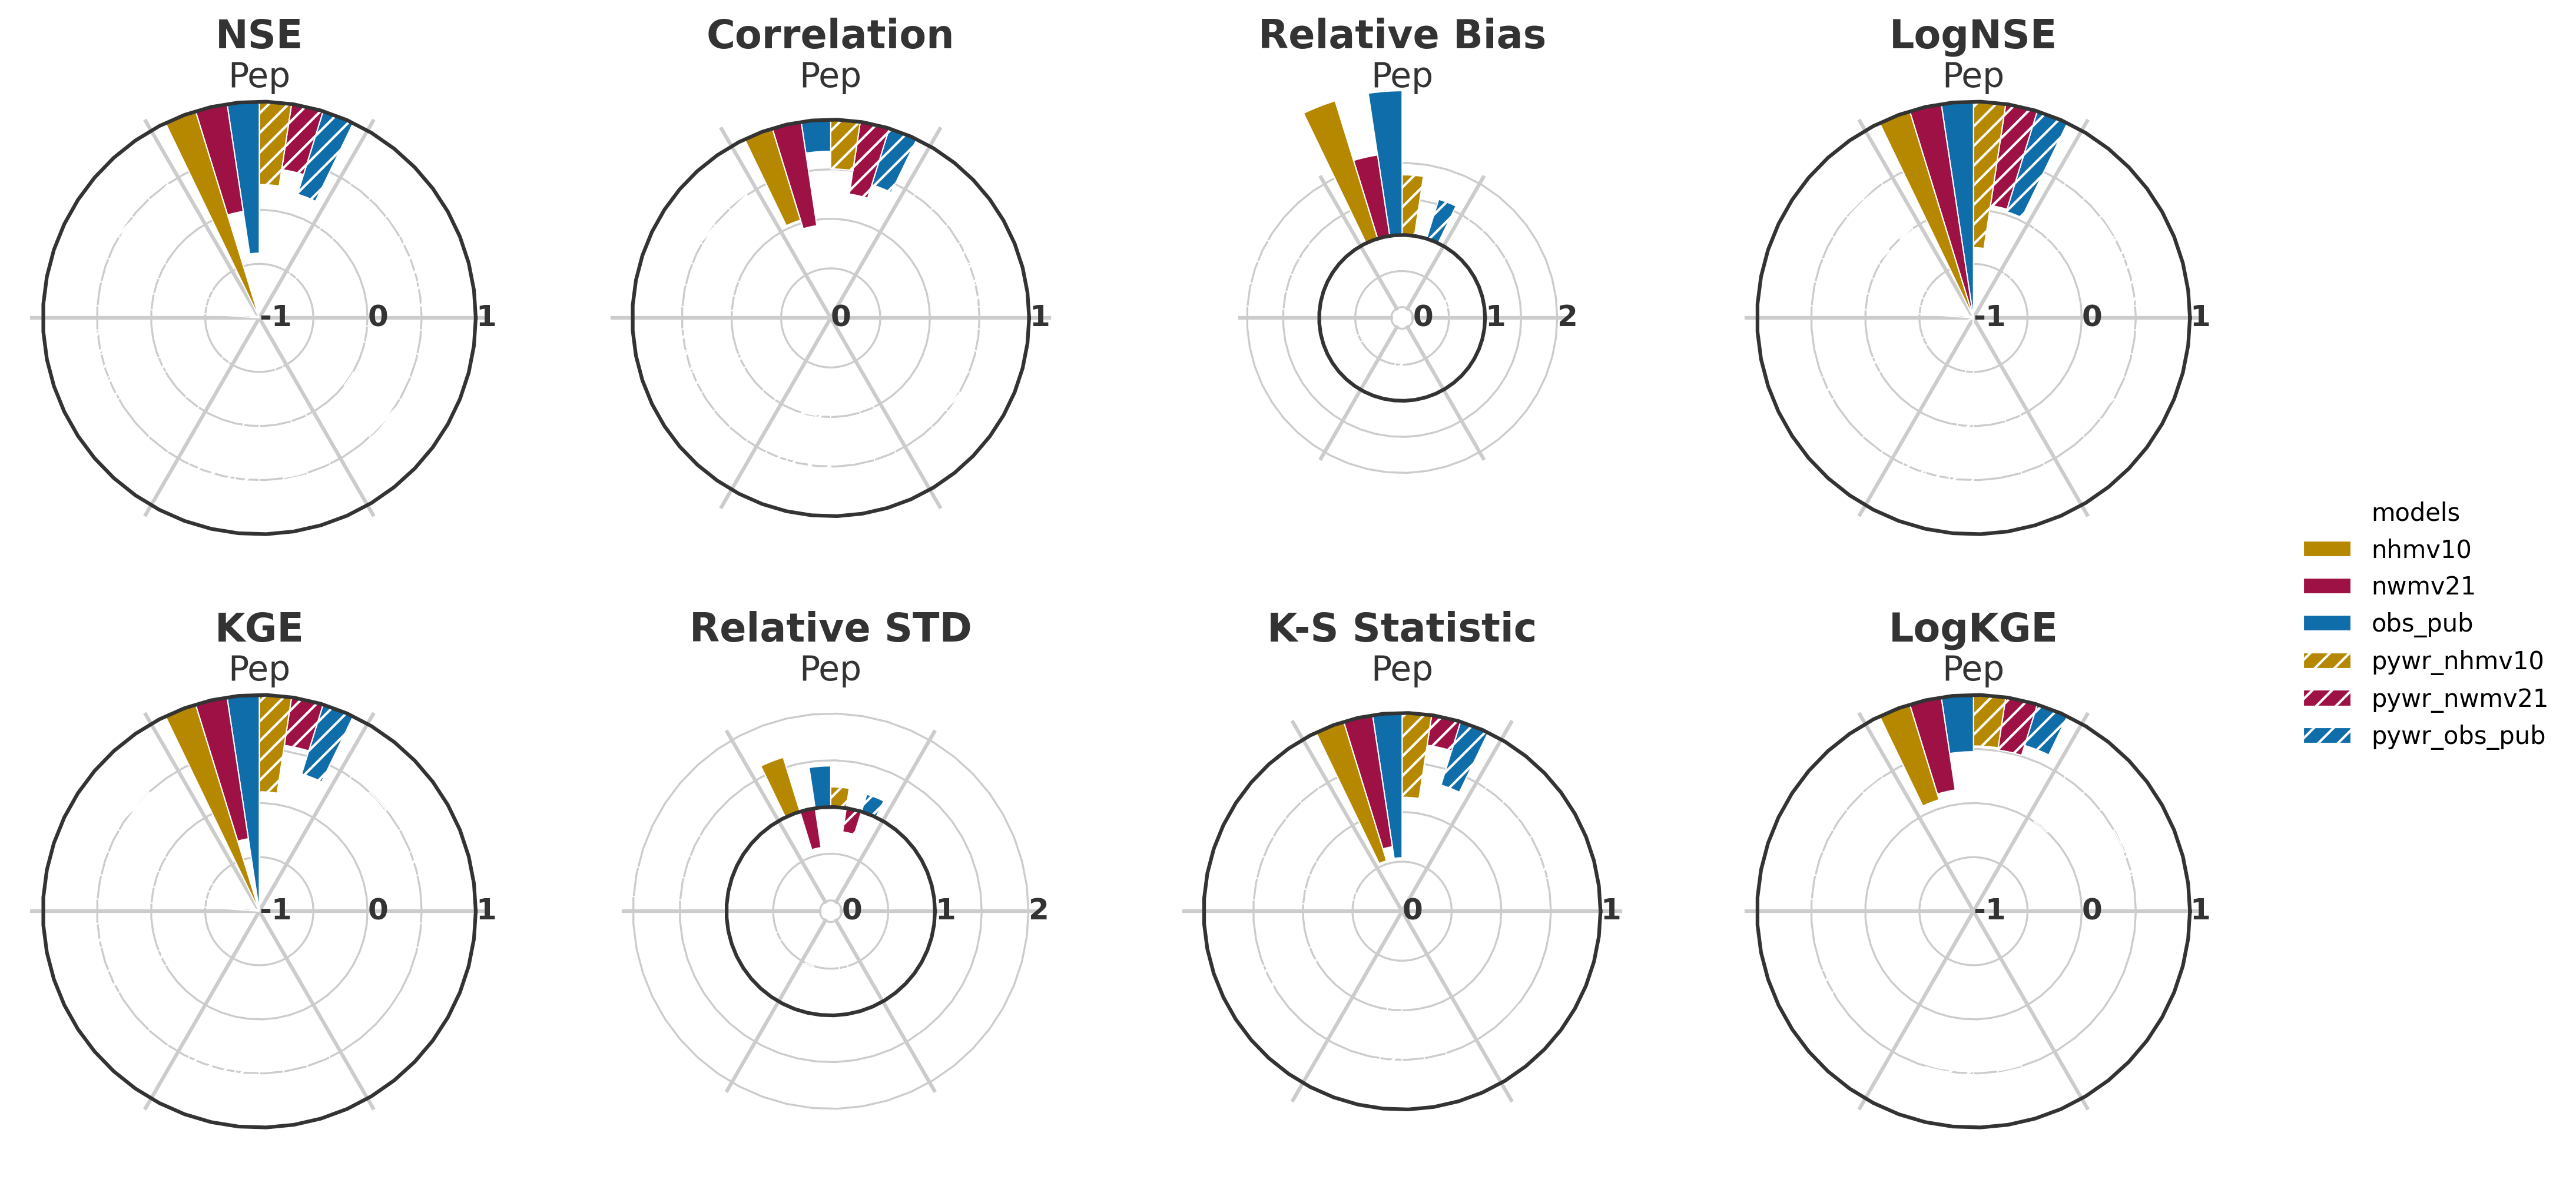 NSE
Pep
-1 0 1
Correlation
Pep
0 1
Relative Bias
Pep
0 1 2
LogNSE
Pep
-1 0 1
KGE
Pep
-1 0 1
Relative STD
Pep
0 1 2
K-S Statistic
Pep
0 1
LogKGE
Pep
-1 0 1
models
nhmv10
nwmv21
obs_pub
pywr_nhmv10
pywr_nwmv21
pywr_obs_pub